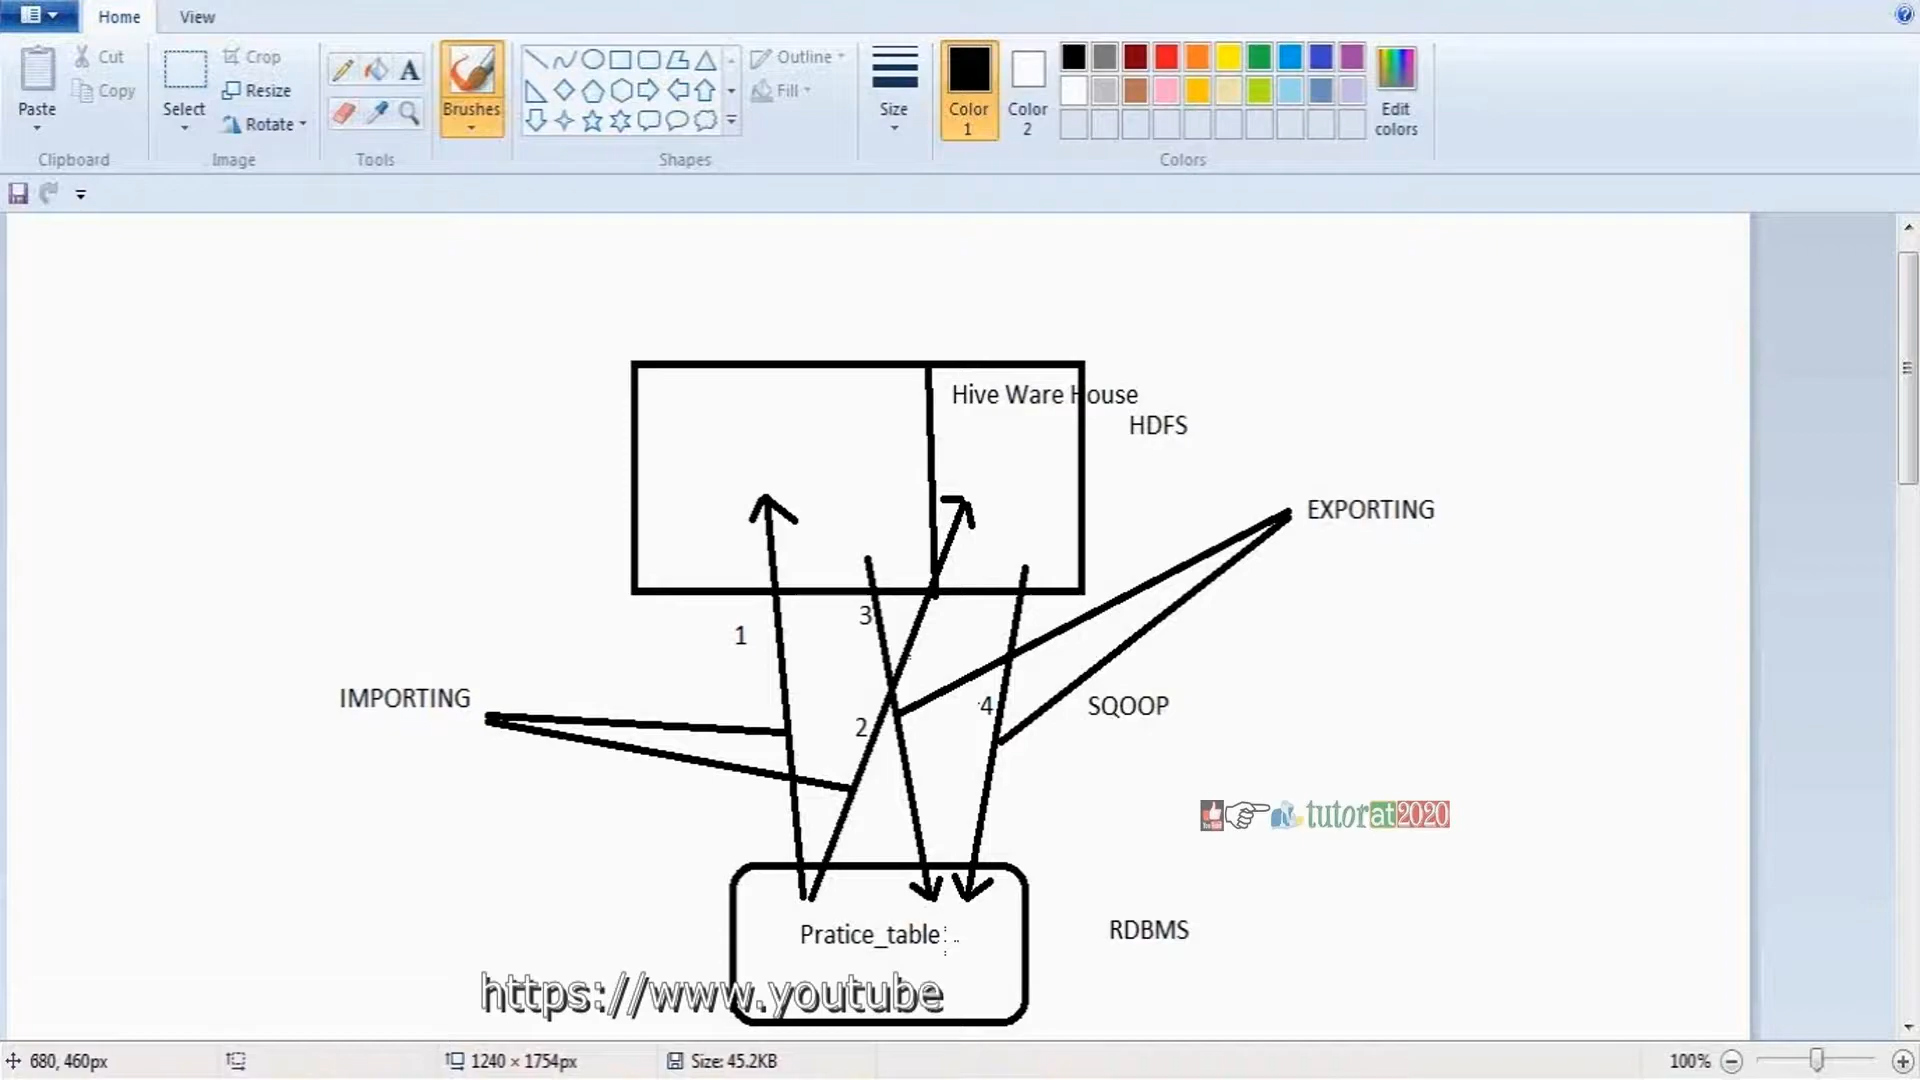 Home View
Paste
Cut
Copy
Clipboard
Select
Crop
Resize
Rotate
Image
A
Tools
Brushes
Shapes
Outline
Fill
Size
Color 1
Color 2
Edit colors
Colors
Hive Ware House
HDFS
EXPORTING
3
1
IMPORTING
2
4
SQOOP
tutorat2020
Pratice_table
RDBMS
https://www.youtube
680, 460px
1240 × 1754px
Size: 45.2KB
100%